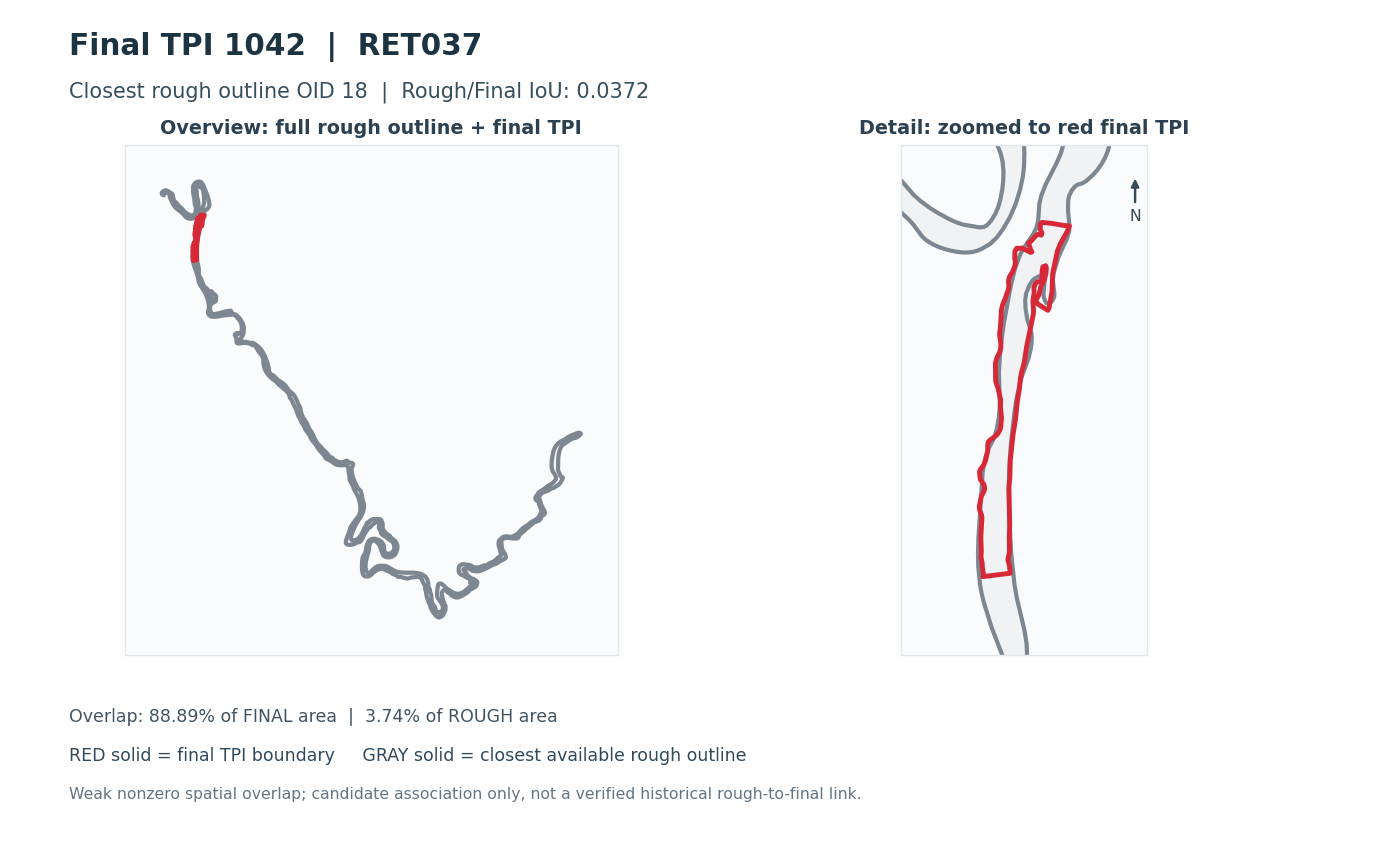 Final TPI 1042  |  RET037
Closest rough outline OID 18  |  Rough/Final IoU: 0.0372
Overview: full rough outline + final TPI
Detail: zoomed to red final TPI
N
Overlap: 88.89% of FINAL area  |  3.74% of ROUGH area
RED solid = final TPI boundary     GRAY solid = closest available rough outline
Weak nonzero spatial overlap; candidate association only, not a verified historical rough-to-final link.